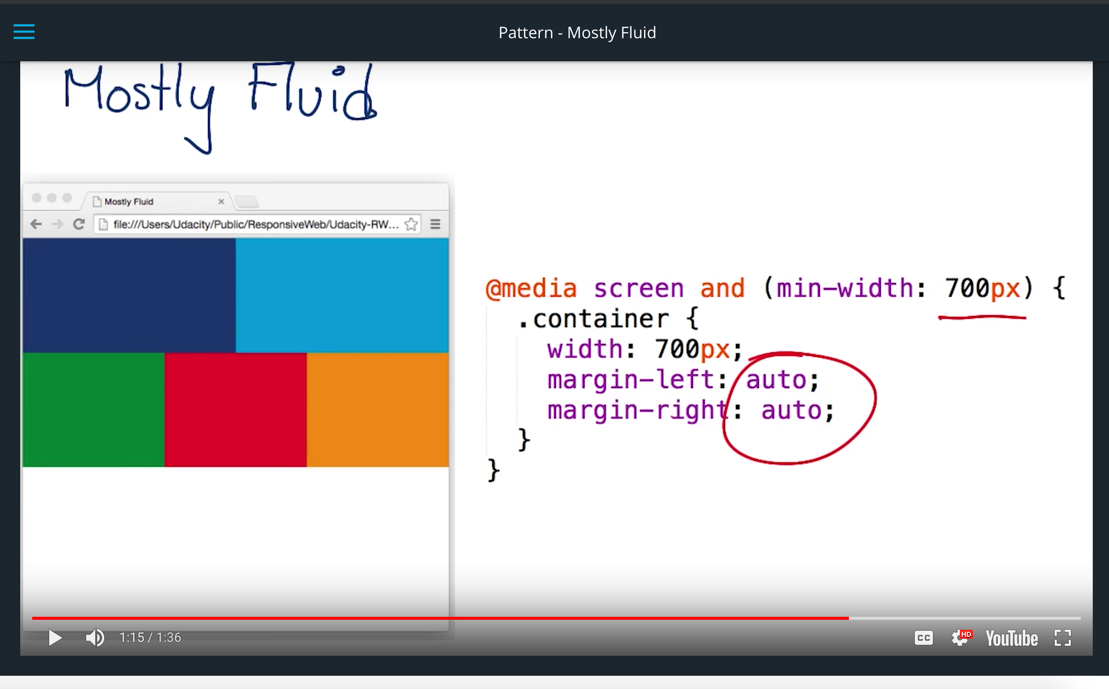 Pattern - Mostly Fluid
Mostly Fluid
Mostly Fluid
file:///Users/Udacity/Public/ResponsiveWeb/Udacity-RW...
@media screen and (min-width: 700px) {
.container {
width: 700px;
margin-left: auto;
margin-right: auto;
}
}
1:15 / 1:36
CC
HD
YouTube